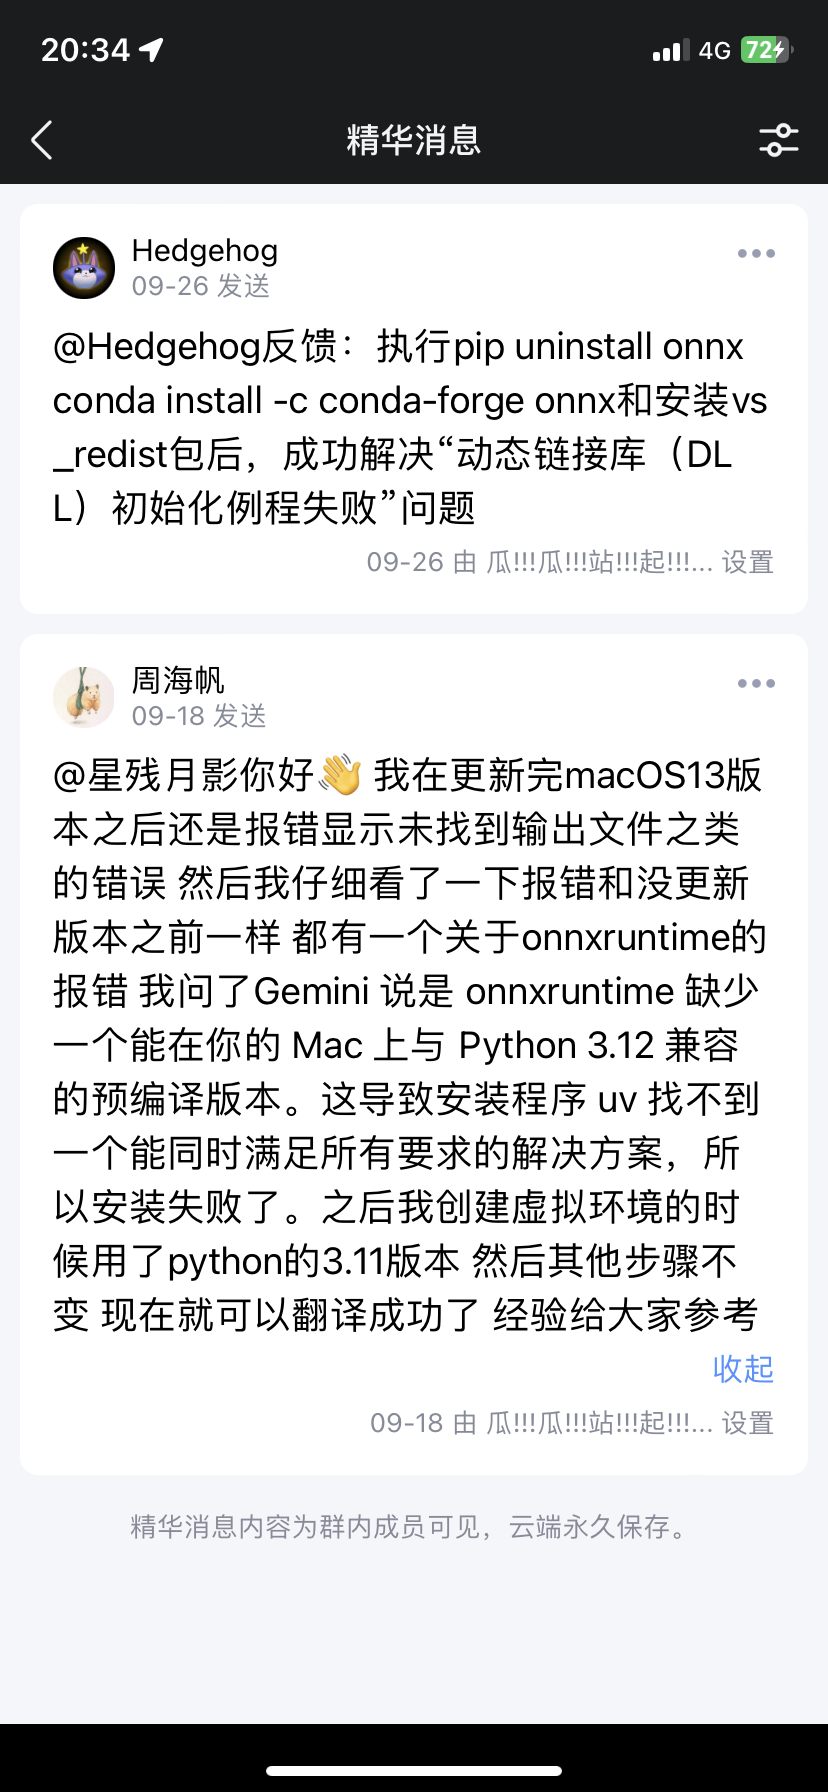 20:34
4G
72
精华消息
Hedgehog
09-26 发送
@Hedgehog反馈：执行pip uninstall onnx
conda install -c conda-forge onnx和安装vs
_redist包后，成功解决“动态链接库（DL
L）初始化例程失败”问题
09-26 由 瓜!!!瓜!!!站!!!起!!!... 设置
周海帆
09-18 发送
@星残月影你好👋 我在更新完macOS13版
本之后还是报错显示未找到输出文件之类
的错误 然后我仔细看了一下报错和没更新
版本之前一样 都有一个关于onnxruntime的
报错 我问了Gemini 说是 onnxruntime 缺少
一个能在你的 Mac 上与 Python 3.12 兼容
的预编译版本。这导致安装程序 uv 找不到
一个能同时满足所有要求的解决方案，所
以安装失败了。之后我创建虚拟环境的时
候用了python的3.11版本 然后其他步骤不
变 现在就可以翻译成功了 经验给大家参考
收起
09-18 由 瓜!!!瓜!!!站!!!起!!!... 设置
精华消息内容为群内成员可见，云端永久保存。